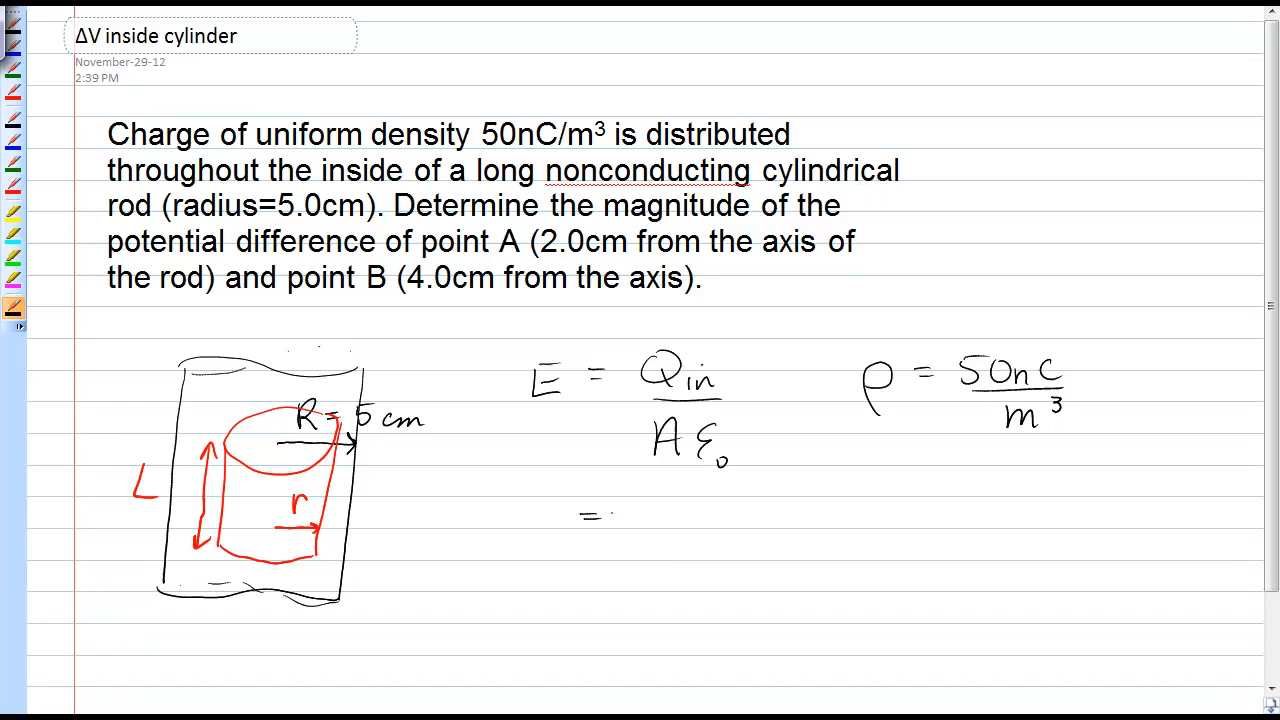 ΔV inside cylinder
November-29-12
2:39 PM
Charge of uniform density 50nC/m³ is distributed
throughout the inside of a long nonconducting cylindrical
rod (radius=5.0cm). Determine the magnitude of the
potential difference of point A (2.0cm from the axis of
the rod) and point B (4.0cm from the axis).
R = 5 cm
L
r
E = Qin
A ε₀
=
ρ = 50nC
m³